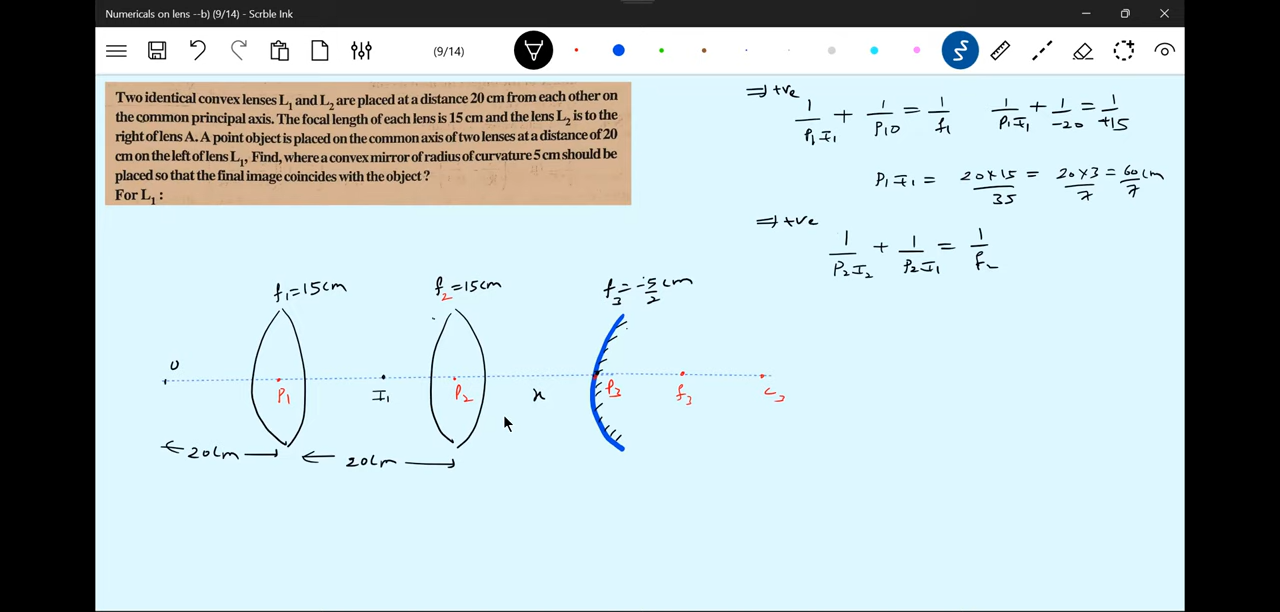 Numericals on lens --b) (9/14) - Scrble Ink
(9/14)
Two identical convex lenses L₁ and L₂ are placed at a distance 20 cm from each other on
the common principal axis. The focal length of each lens is 15 cm and the lens L₂ is to the
right of lens A. A point object is placed on the common axis of two lenses at a distance of 20
cm on the left of lens L₁, Find, where a convex mirror of radius of curvature 5 cm should be
placed so that the final image coincides with the object ?
For L₁ :
⇒ +ve
1/P₁I₁ + 1/P₁O = 1/f₁ 1/P₁I₁ + 1/-20 = 1/+15
P₁I₁ = 20×15/35 = 20×3/7 = 60cm/7
⇒ +ve
1/P₂I₂ + 1/P₂I₁ = 1/f₂
f₁=15cm f₂=15cm f₃=-5/2 cm
O
P₁ I₁ P₂ x P₃ f₃ C₃
20cm 20cm